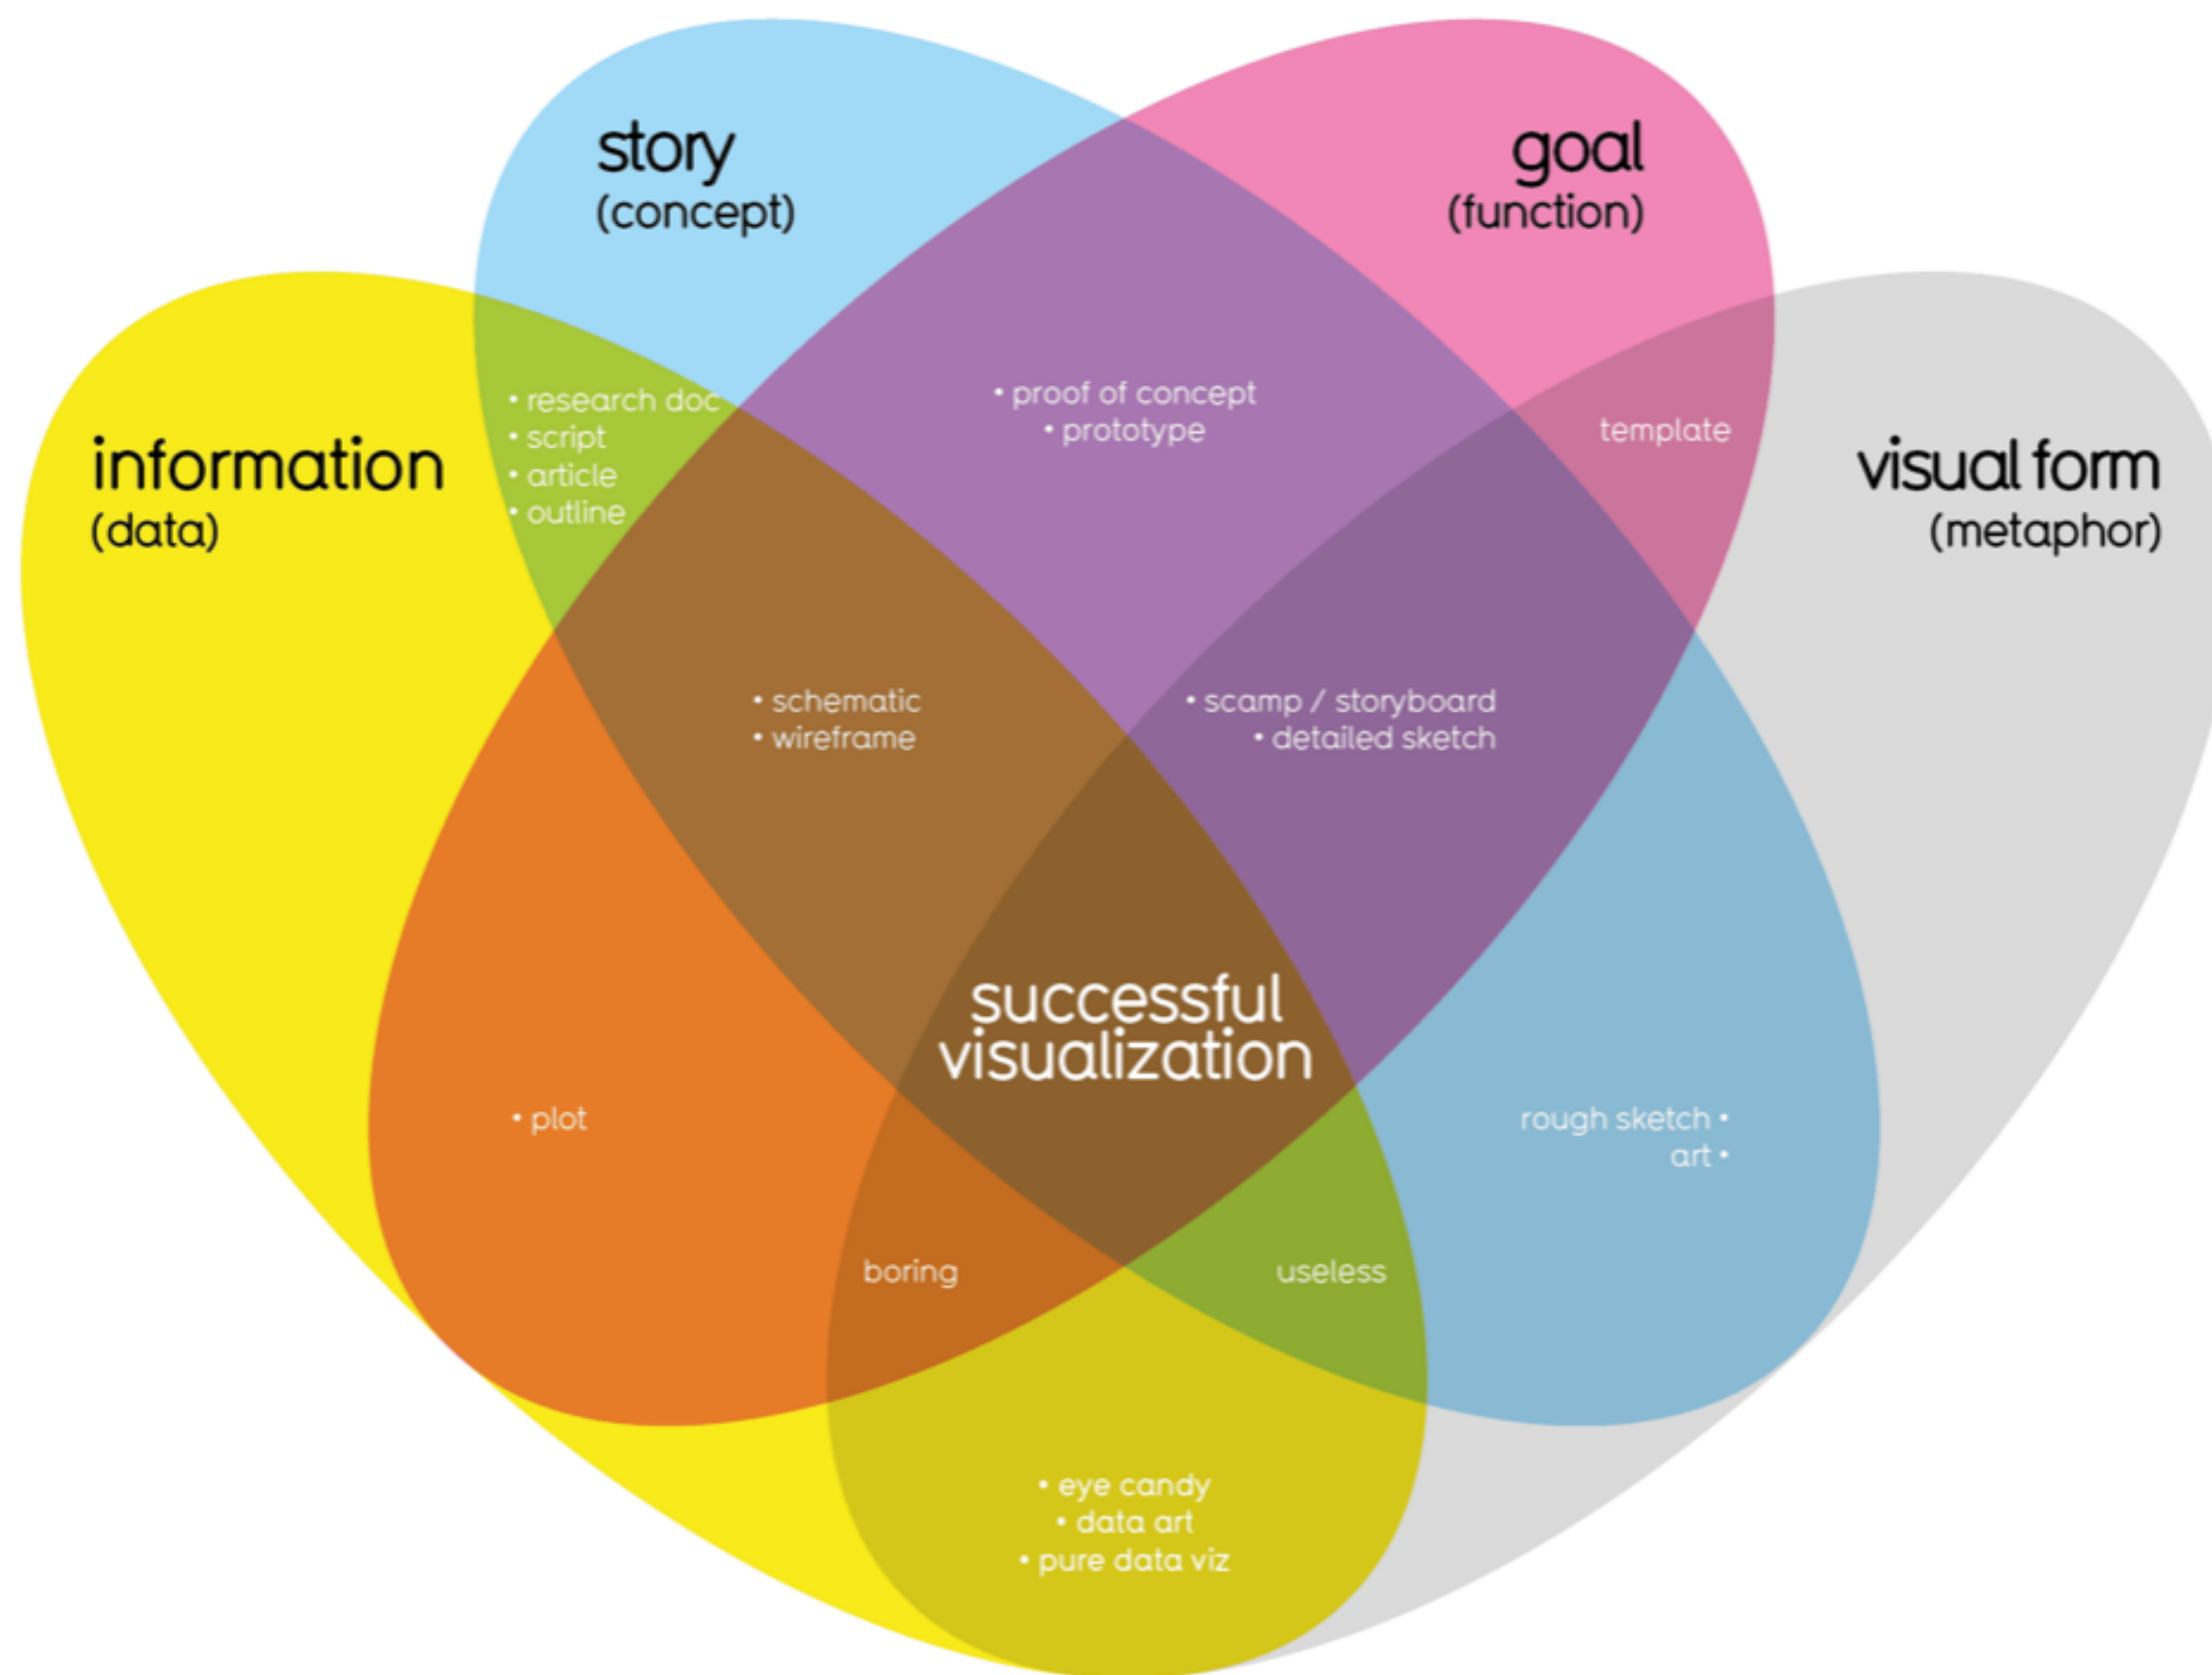 story
(concept)
goal
(function)
information
(data)
• research doc
• script
• article
• outline
• proof of concept
• prototype
template
visual form
(metaphor)
• schematic
• wireframe
• scamp / storyboard
• detailed sketch
successful
visualization
• plot
rough sketch •
art •
boring
useless
• eye candy
• data art
• pure data viz